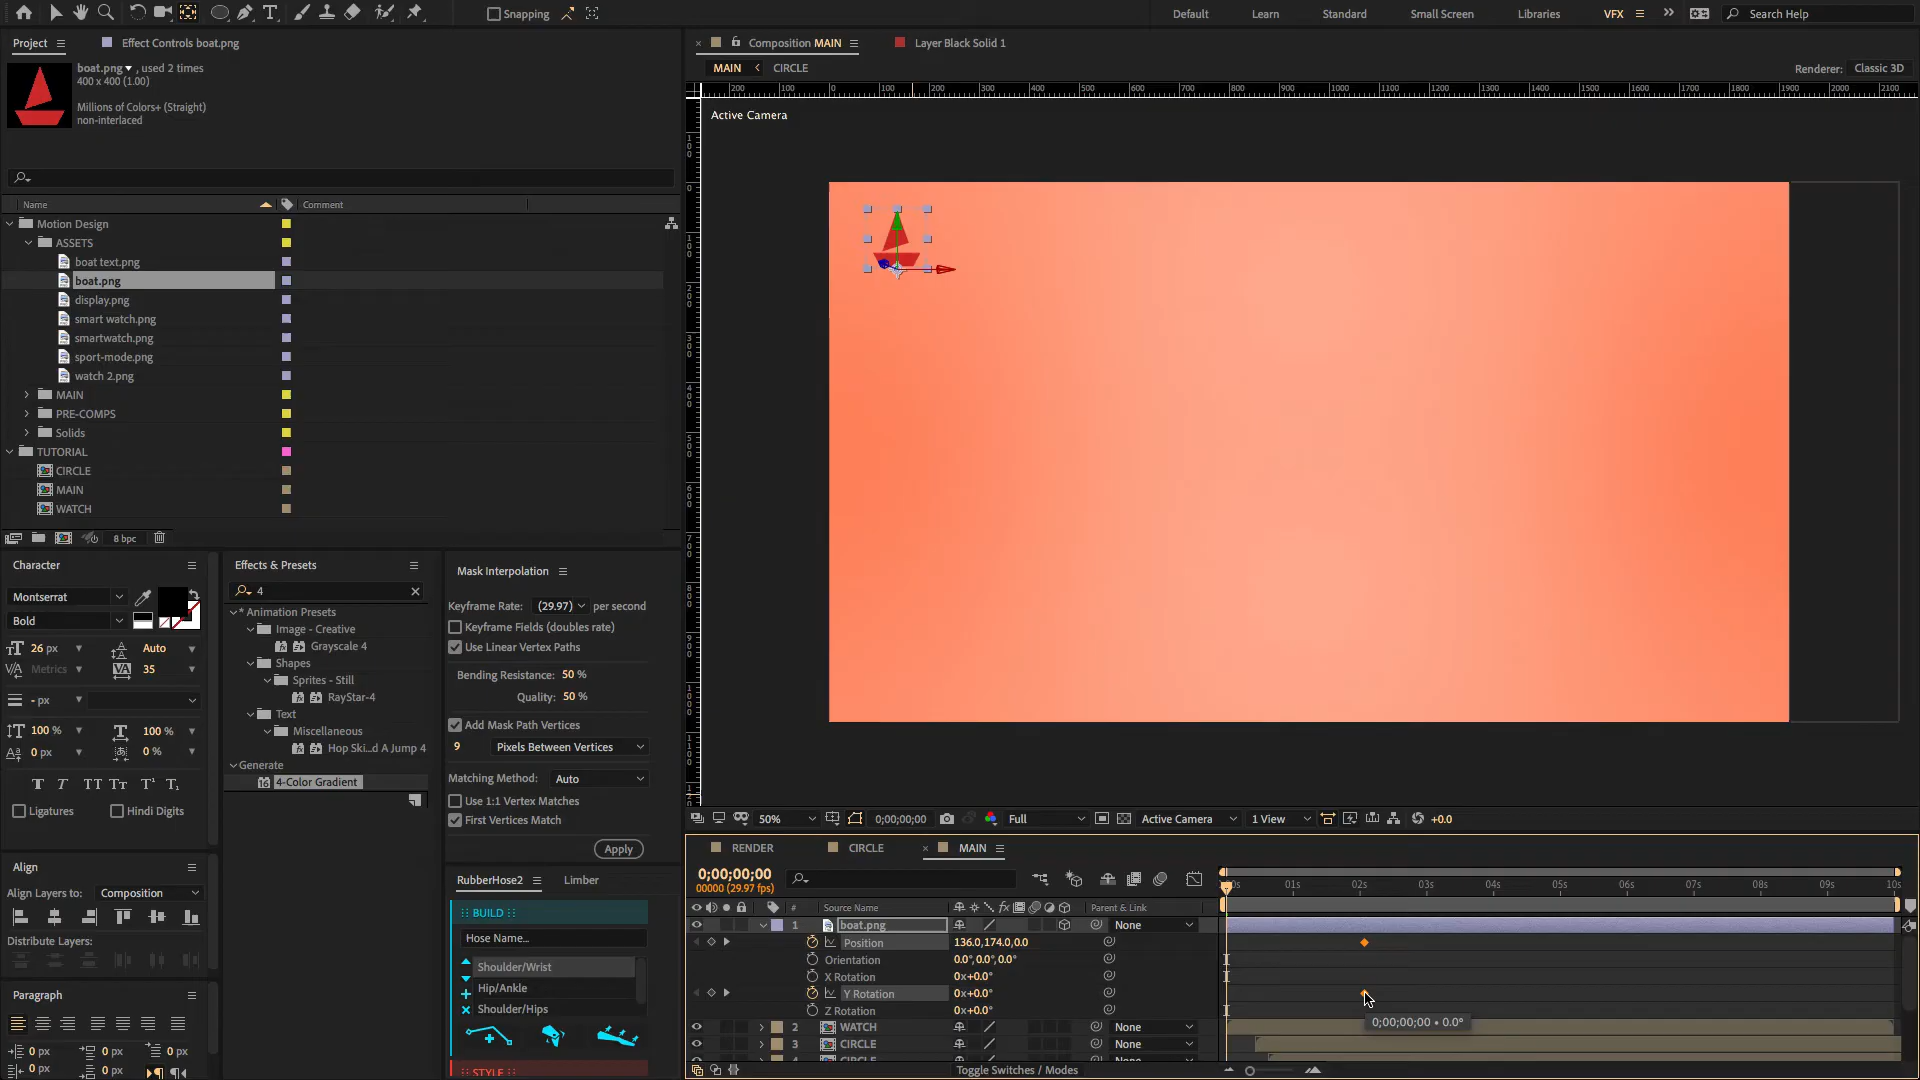 Snapping
Default
Learn
Standard
Small Screen
Libraries
VFX
Search Help
Project
Effect Controls boat.png
Composition MAIN
Layer Black Solid 1
boat.png , used 2 times
400 x 400 (1.00)
Millions of Colors+ (Straight)
non-interlaced
MAIN
CIRCLE
Renderer:
Classic 3D
Active Camera
Name
Comment
Motion Design
ASSETS
boat text.png
boat.png
display.png
smart watch.png
smartwatch.png
sport-mode.png
watch 2.png
MAIN
PRE-COMPS
Solids
TUTORIAL
CIRCLE
MAIN
WATCH
8 bpc
Character
Montserrat
Bold
26 px
Auto
Metrics
35
- px
100 %
100 %
0 px
0 %
Ligatures
Hindi Digits
Align
Align Layers to:
Composition
Distribute Layers:
Paragraph
0 px
0 px
0 px
0 px
0 px
Effects & Presets
4
* Animation Presets
Image - Creative
Grayscale 4
Shapes
Sprites - Still
RayStar-4
Text
Miscellaneous
Hop Ski...d A Jump 4
Generate
4-Color Gradient
Mask Interpolation
Keyframe Rate:
(29.97)
per second
Keyframe Fields (doubles rate)
Use Linear Vertex Paths
Bending Resistance:
50 %
Quality:
50 %
Add Mask Path Vertices
9
Pixels Between Vertices
Matching Method:
Auto
Use 1:1 Vertex Matches
First Vertices Match
Apply
RubberHose2
Limber
:: BUILD ::
Hose Name...
Shoulder/Wrist
Hip/Ankle
Shoulder/Hips
:: STYLE ::
50%
0;00;00;00
Full
Active Camera
1 View
+0.0
RENDER
CIRCLE
MAIN
0;00;00;00
00000 (29.97 fps)
01s
02s
03s
04s
05s
06s
07s
08s
09s
10s
#
Source Name
Parent & Link
1
boat.png
None
Position
136.0,174.0,0.0
Orientation
0.0°,0.0°,0.0°
X Rotation
0x+0.0°
Y Rotation
0x+0.0°
Z Rotation
0x+0.0°
0;00;00;00 • 0.0°
2
WATCH
None
3
CIRCLE
None
4
CIRCLE
None
Toggle Switches / Modes